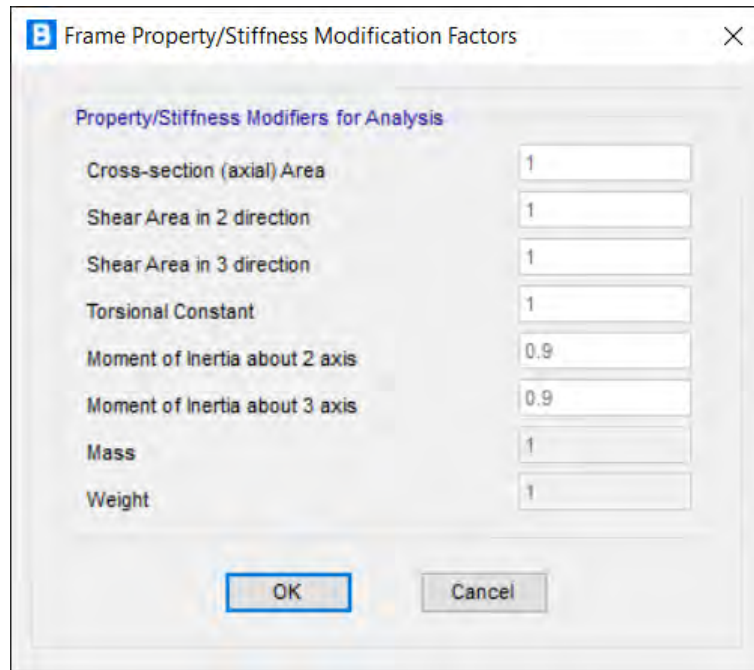 B Frame Property/Stiffness Modification Factors
Property/Stiffness Modifiers for Analysis
Cross-section (axial) Area 1
Shear Area in 2 direction 1
Shear Area in 3 direction 1
Torsional Constant 1
Moment of Inertia about 2 axis 0.9
Moment of Inertia about 3 axis 0.9
Mass 1
Weight 1
OK Cancel